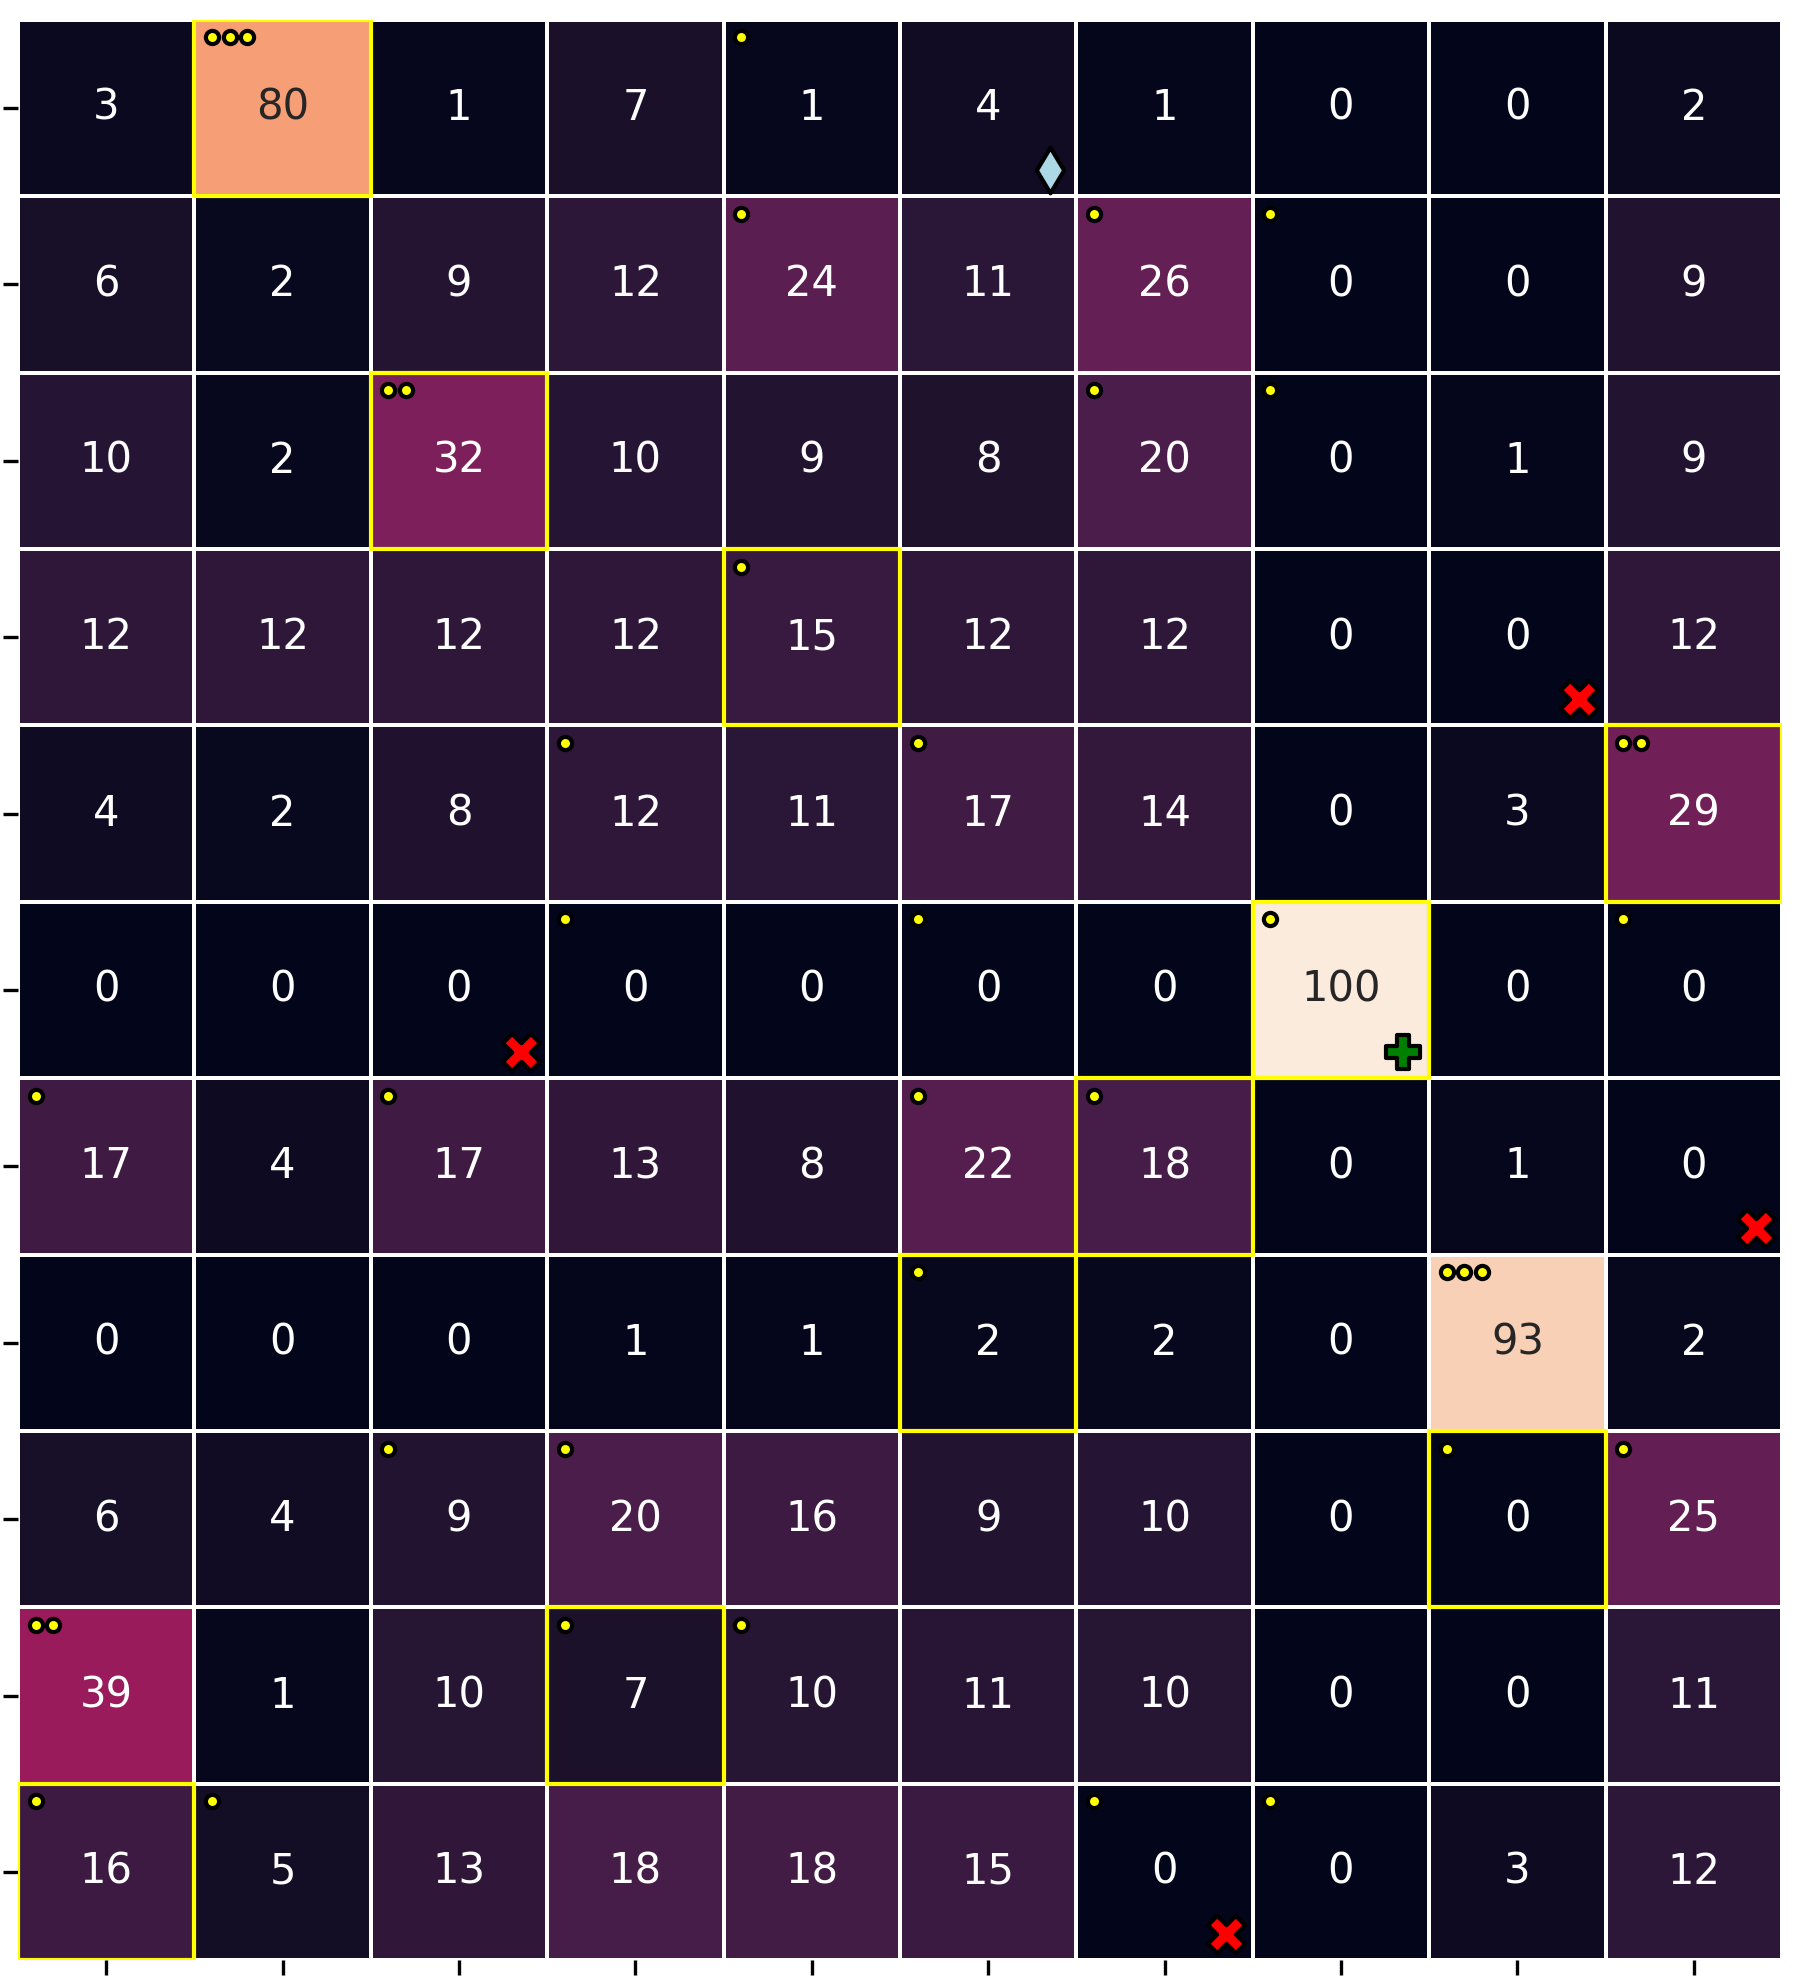 3 80 1 7 1 4 1 0 0 2
6 2 9 12 24 11 26 0 0 9
10 2 32 10 9 8 20 0 1 9
12 12 12 12 15 12 12 0 0 12
4 2 8 12 11 17 14 0 3 29
0 0 0 0 0 0 0 100 0 0
17 4 17 13 8 22 18 0 1 0
0 0 0 1 1 2 2 0 93 2
6 4 9 20 16 9 10 0 0 25
39 1 10 7 10 11 10 0 0 11
16 5 13 18 18 15 0 0 3 12